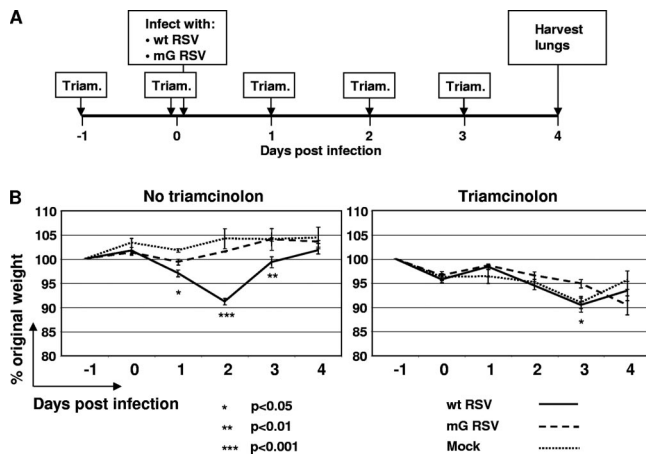 A
Infect with:
• wt RSV
• mG RSV
Harvest
lungs
Triam. Triam. Triam. Triam. Triam.
-1 0 1 2 3 4
Days post infection
B
No triamcinolon
Triamcinolon
110 110
105 105
100 100
95 95
90 90
85 85
80 80
* *** ** *
% original weight
-1 0 1 2 3 4 -1 0 1 2 3 4
Days post infection
* p<0.05
** p<0.01
*** p<0.001
wt RSV
mG RSV
Mock